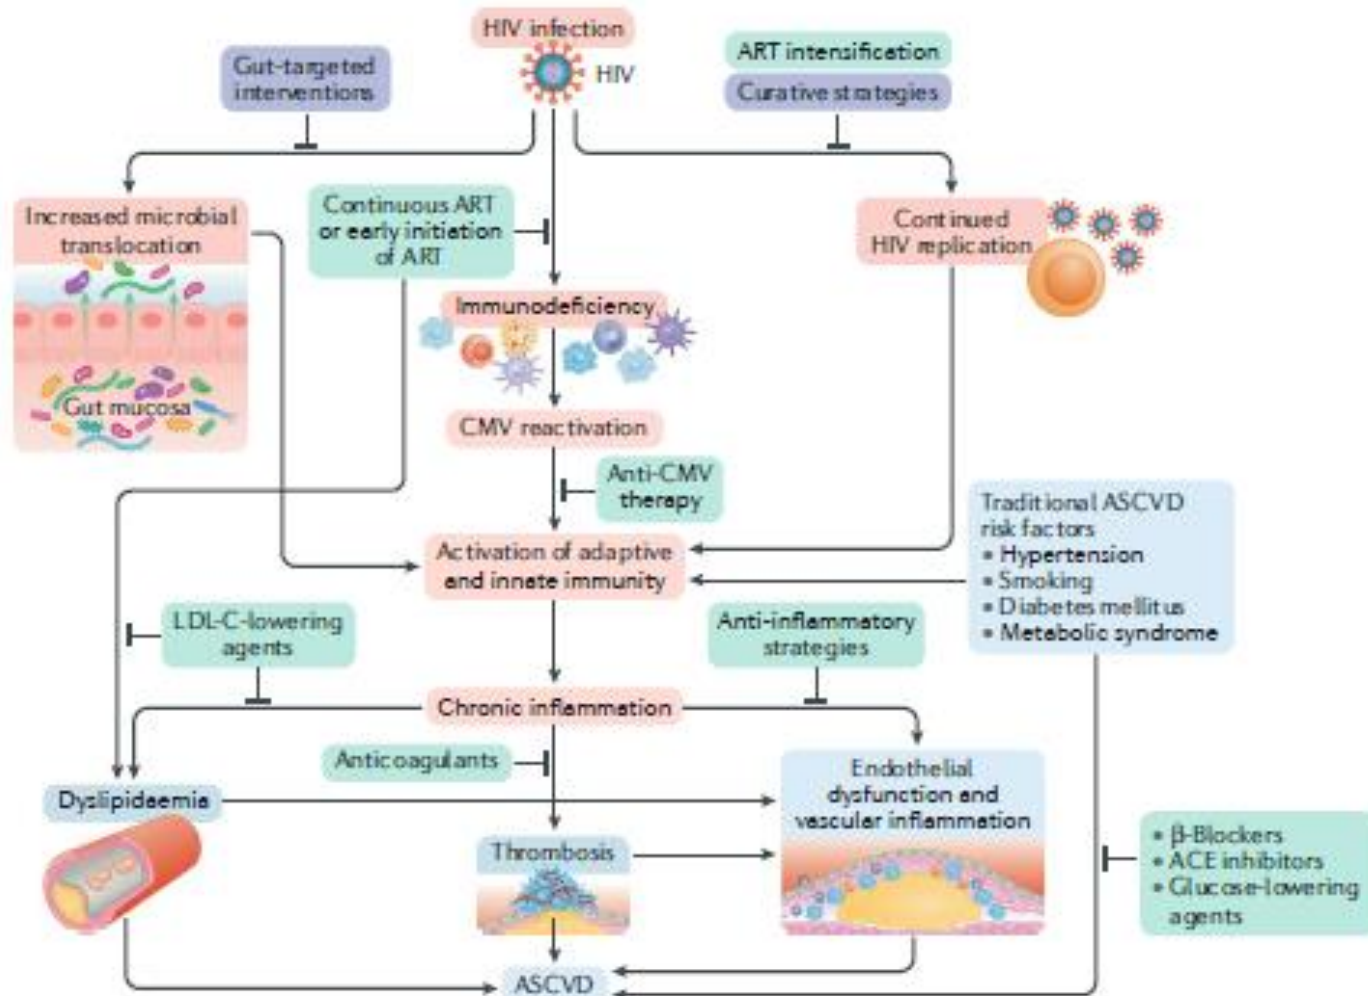 HIV infection
HIV
Gut-targeted
interventions
ART intensification
Curative strategies
Increased microbial
translocation
Gut mucosa
Continuous ART
or early initiation
of ART
Continued
HIV replication
Immunodeficiency
CMV reactivation
Anti-CMV
therapy
Traditional ASCVD
risk factors
• Hypertension
• Smoking
• Diabetes mellitus
• Metabolic syndrome
Activation of adaptive
and innate immunity
LDL-C-lowering
agents
Anti-inflammatory
strategies
Chronic inflammation
Anticoagulants
Dyslipidaemia
Endothelial
dysfunction and
vascular inflammation
Thrombosis
• β-Blockers
• ACE inhibitors
• Glucose-lowering
agents
ASCVD